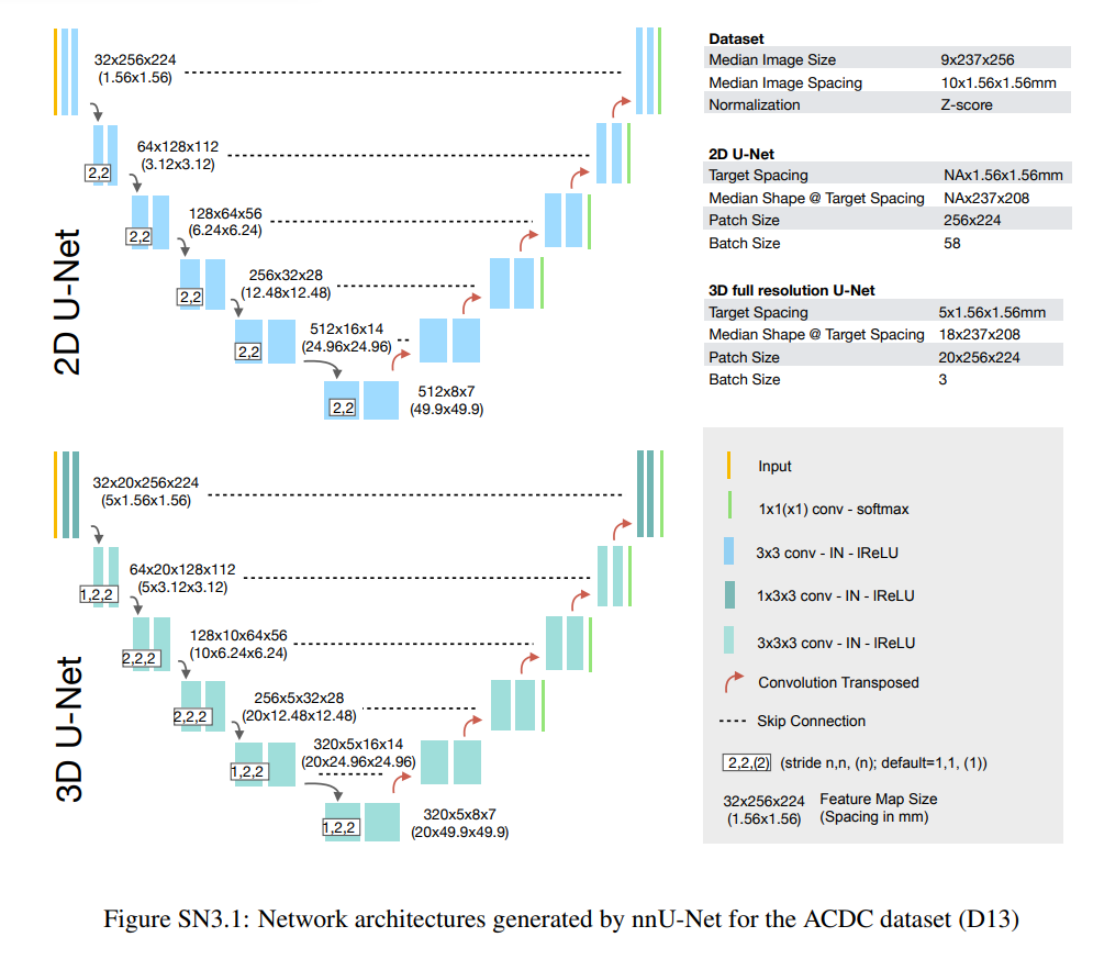 2D U-Net
32x256x224
(1.56x1.56)
2,2
64x128x112
(3.12x3.12)
2,2
128x64x56
(6.24x6.24)
2,2
256x32x28
(12.48x12.48)
2,2
512x16x14
(24.96x24.96)
2,2
512x8x7
(49.9x49.9)
3D U-Net
32x20x256x224
(5x1.56x1.56)
1,2,2
64x20x128x112
(5x3.12x3.12)
2,2,2
128x10x64x56
(10x6.24x6.24)
2,2,2
256x5x32x28
(20x12.48x12.48)
1,2,2
320x5x16x14
(20x24.96x24.96)
1,2,2
320x5x8x7
(20x49.9x49.9)
Dataset
Median Image Size 9x237x256
Median Image Spacing 10x1.56x1.56mm
Normalization Z-score
2D U-Net
Target Spacing NAx1.56x1.56mm
Median Shape @ Target Spacing NAx237x208
Patch Size 256x224
Batch Size 58
3D full resolution U-Net
Target Spacing 5x1.56x1.56mm
Median Shape @ Target Spacing 18x237x208
Patch Size 20x256x224
Batch Size 3
Input
1x1(x1) conv - softmax
3x3 conv - IN - lReLU
1x3x3 conv - IN - lReLU
3x3x3 conv - IN - lReLU
Convolution Transposed
Skip Connection
2,2,(2) (stride n,n, (n); default=1,1, (1))
32x256x224 Feature Map Size
(1.56x1.56) (Spacing in mm)
Figure SN3.1: Network architectures generated by nnU-Net for the ACDC dataset (D13)